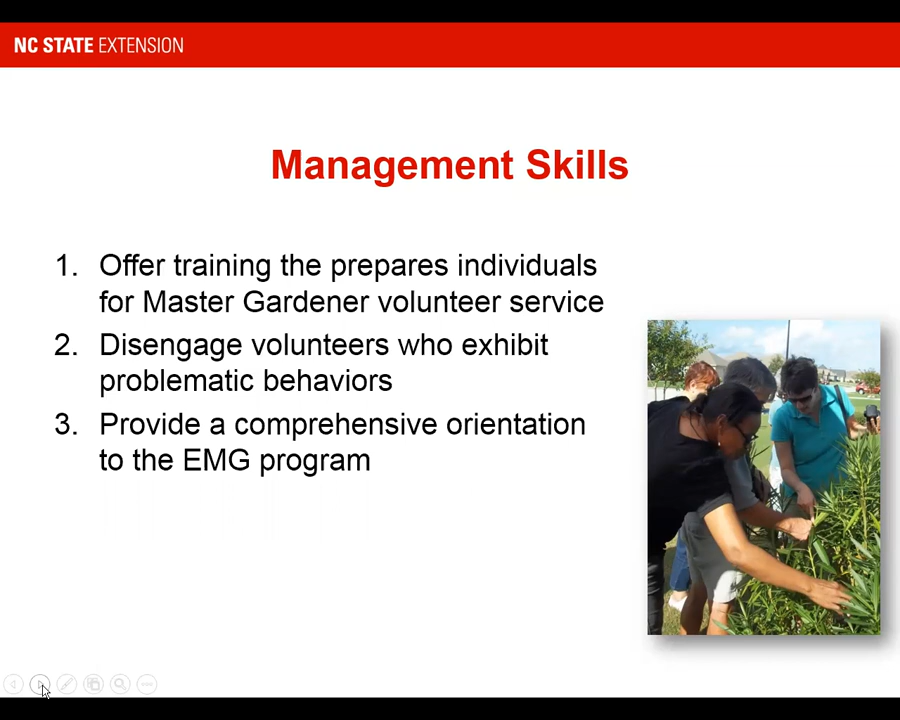 NC STATE EXTENSION
Management Skills
1. Offer training the prepares individuals
for Master Gardener volunteer service
2. Disengage volunteers who exhibit
problematic behaviors
3. Provide a comprehensive orientation
to the EMG program